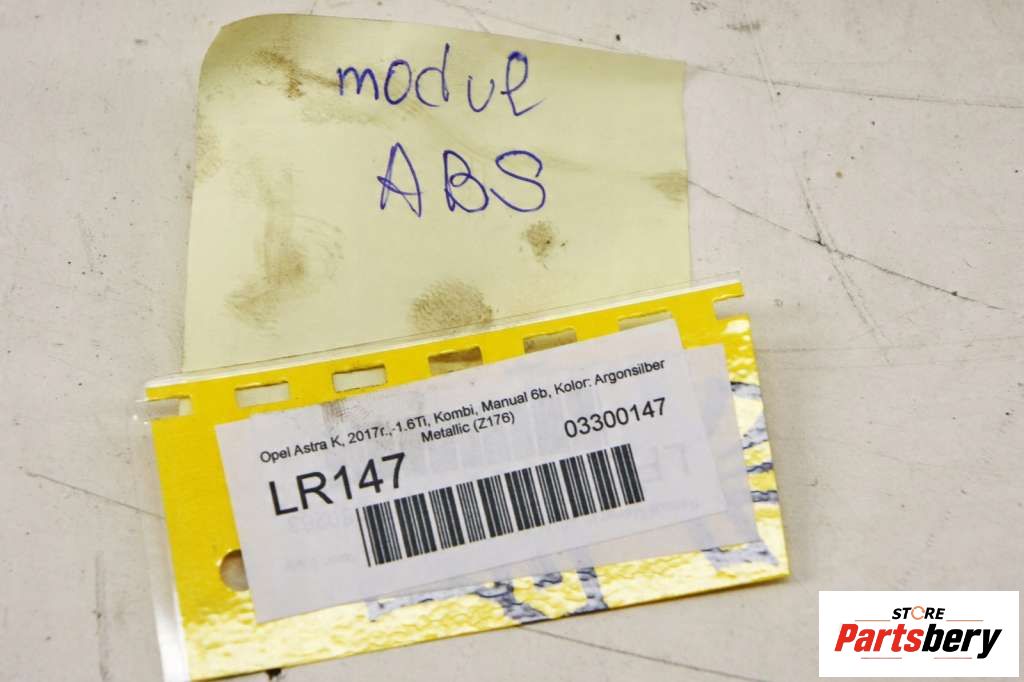 modul
ABS
Opel Astra K, 2017r.,-1.6Ti, Kombi, Manual 6b, Kolor: Argonsilber
Metallic (Z176)
03300147
LR147
STORE
Partsbery